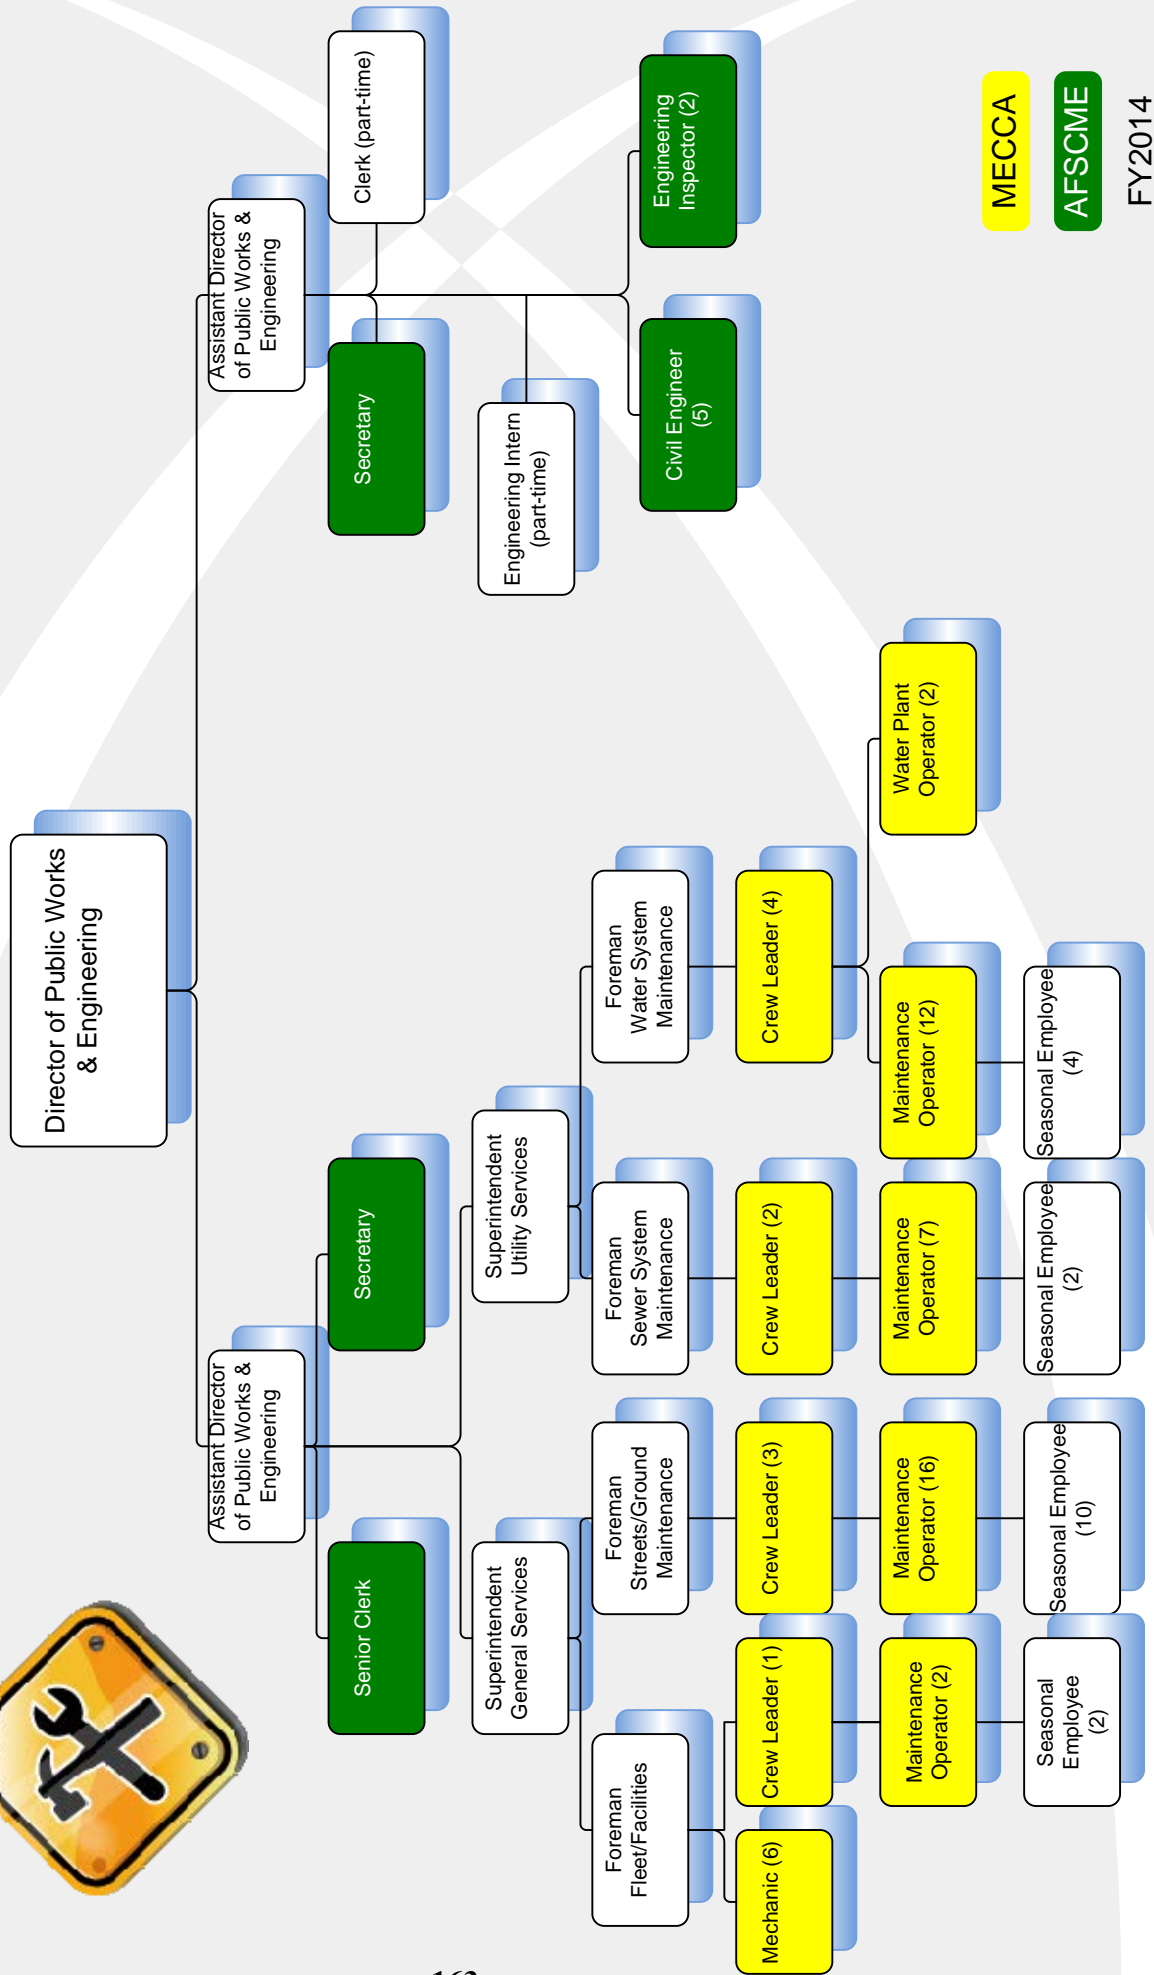 Director of Public Works
& Engineering
Assistant Director
of Public Works &
Engineering
Assistant Director
of Public Works &
Engineering
Senior Clerk
Secretary
Secretary
Clerk (part-time)
Superintendent
General Services
Superintendent
Utility Services
Engineering Intern
(part-time)
Foreman
Fleet/Facilities
Foreman
Streets/Ground
Maintenance
Foreman
Sewer System
Maintenance
Foreman
Water System
Maintenance
Civil Engineer
(5)
Engineering
Inspector (2)
Mechanic (6)
Crew Leader (1)
Crew Leader (3)
Crew Leader (2)
Crew Leader (4)
Maintenance
Operator (2)
Maintenance
Operator (16)
Maintenance
Operator (7)
Maintenance
Operator (12)
Water Plant
Operator (2)
Seasonal
Employee
(2)
Seasonal Employee
(10)
Seasonal Employee
(2)
Seasonal Employee
(4)
MECCA
AFSCME
FY2014